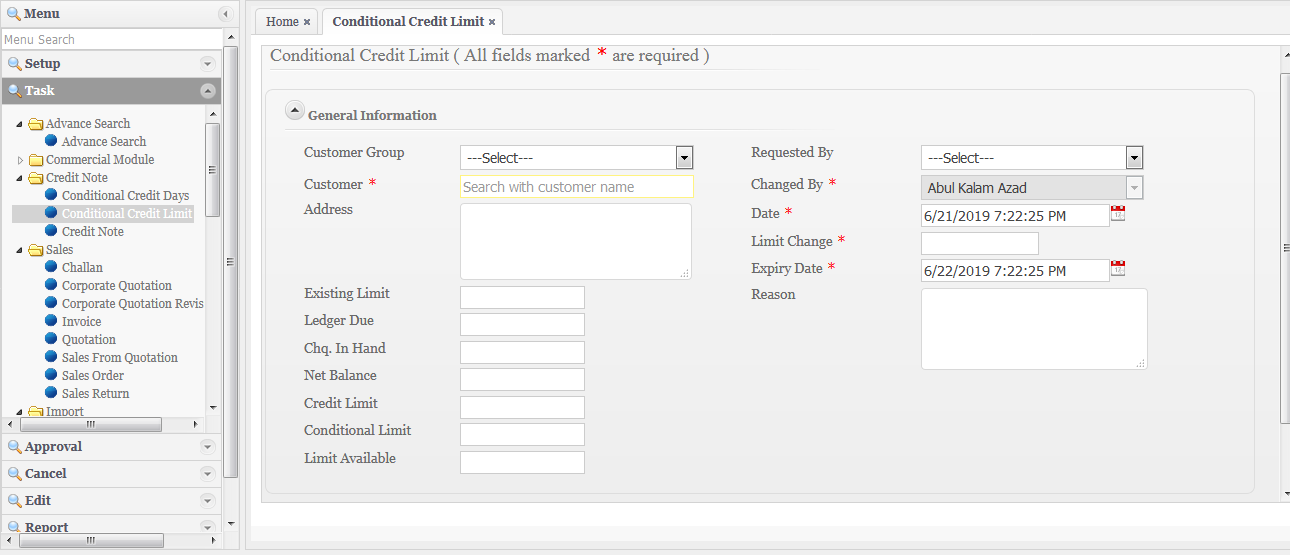 Menu
Menu Search
Setup
Task
Advance Search
Advance Search
Commercial Module
Credit Note
Conditional Credit Days
Conditional Credit Limit
Credit Note
Sales
Challan
Corporate Quotation
Corporate Quotation Revis
Invoice
Quotation
Sales From Quotation
Sales Order
Sales Return
Import
Approval
Cancel
Edit
Report
Home
Conditional Credit Limit
Conditional Credit Limit ( All fields marked * are required )
General Information
Customer Group ---Select---
Customer * Search with customer name
Address
Existing Limit
Ledger Due
Chq. In Hand
Net Balance
Credit Limit
Conditional Limit
Limit Available
Requested By ---Select---
Changed By * Abul Kalam Azad
Date * 6/21/2019 7:22:25 PM
Limit Change *
Expiry Date * 6/22/2019 7:22:25 PM
Reason